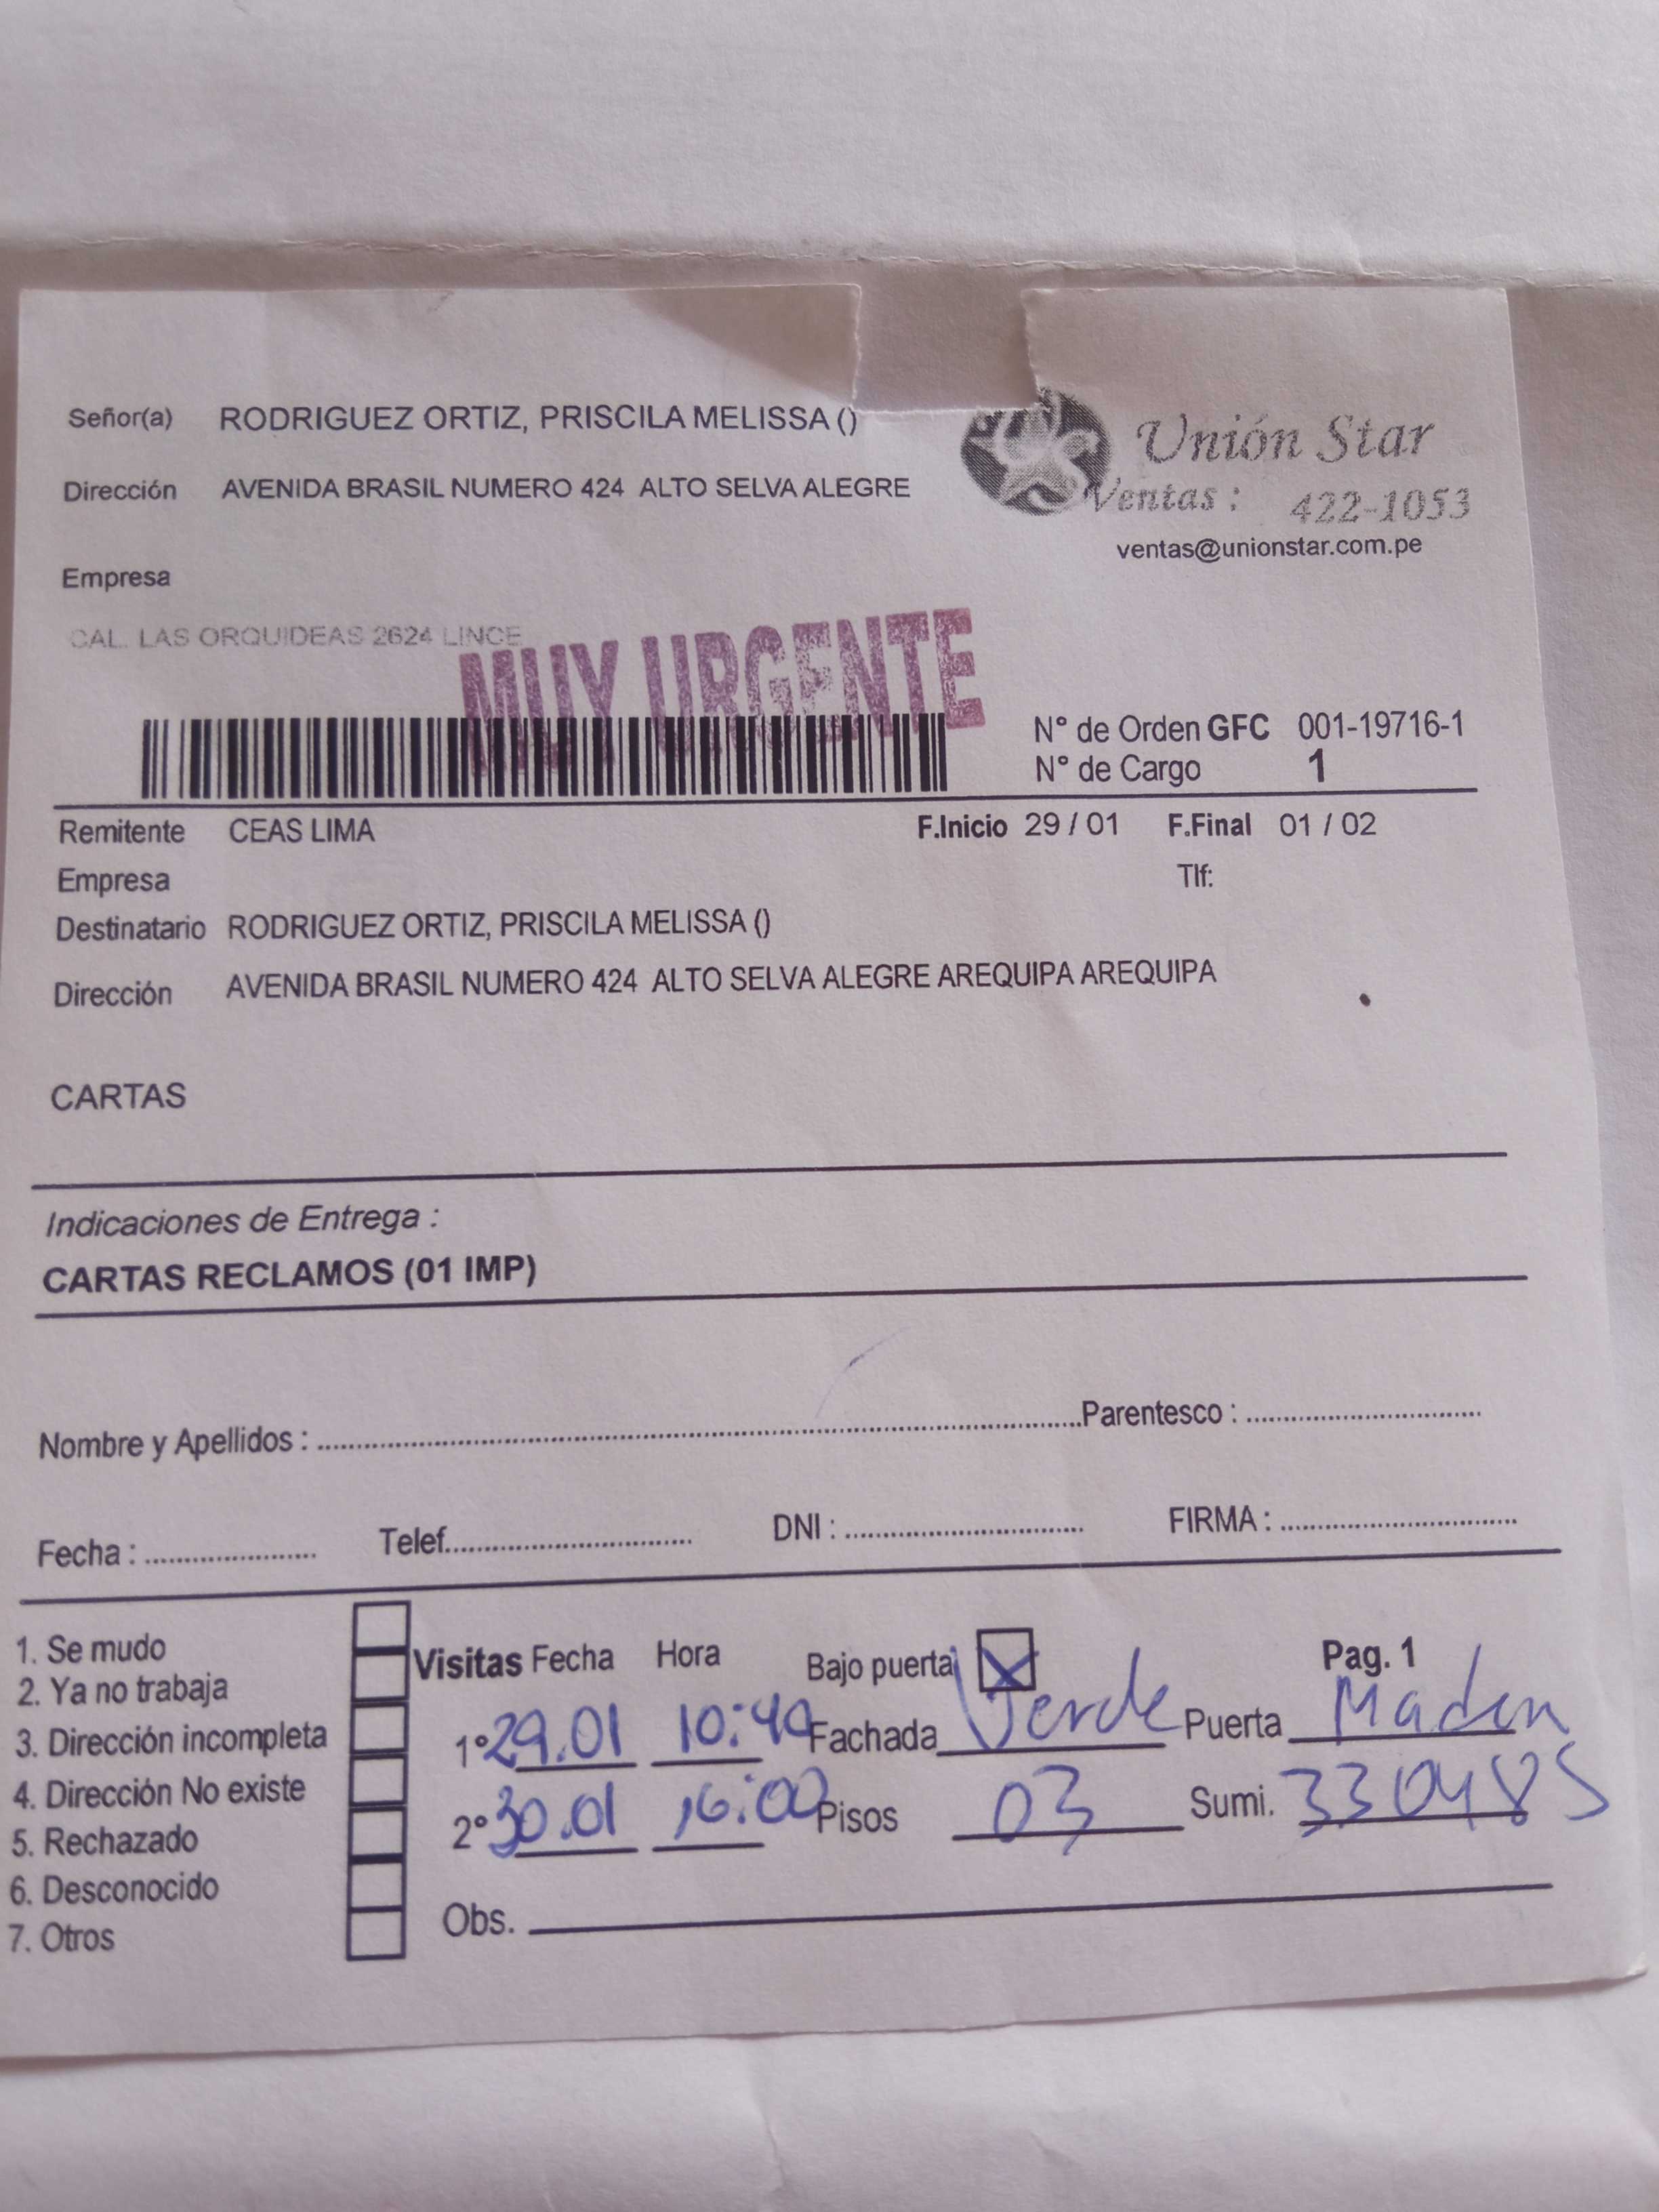 Señor(a) RODRIGUEZ ORTIZ, PRISCILA MELISSA ()
Dirección AVENIDA BRASIL NUMERO 424 ALTO SELVA ALEGRE
Unión Star
Ventas : 422-1053
ventas@unionstar.com.pe
Empresa
CAL. LAS ORQUIDEAS 2624 LINCE
MUY URGENTE
N° de Orden GFC 001-19716-1
N° de Cargo 1
Remitente CEAS LIMA F.Inicio 29 / 01 F.Final 01 / 02
Empresa Tlf:
Destinatario RODRIGUEZ ORTIZ, PRISCILA MELISSA ()
Dirección AVENIDA BRASIL NUMERO 424 ALTO SELVA ALEGRE AREQUIPA AREQUIPA
CARTAS
Indicaciones de Entrega :
CARTAS RECLAMOS (01 IMP)
Nombre y Apellidos : Parentesco :
Fecha : Telef. DNI : FIRMA :
1. Se mudo
2. Ya no trabaja
3. Dirección incompleta
4. Dirección No existe
5. Rechazado
6. Desconocido
7. Otros
Visitas Fecha Hora Bajo puerta X Pag. 1
1° 29.01 10:40 Fachada Verde Puerta
2° 30.01 16:00 Pisos 03 Sumi. 330485
Obs.